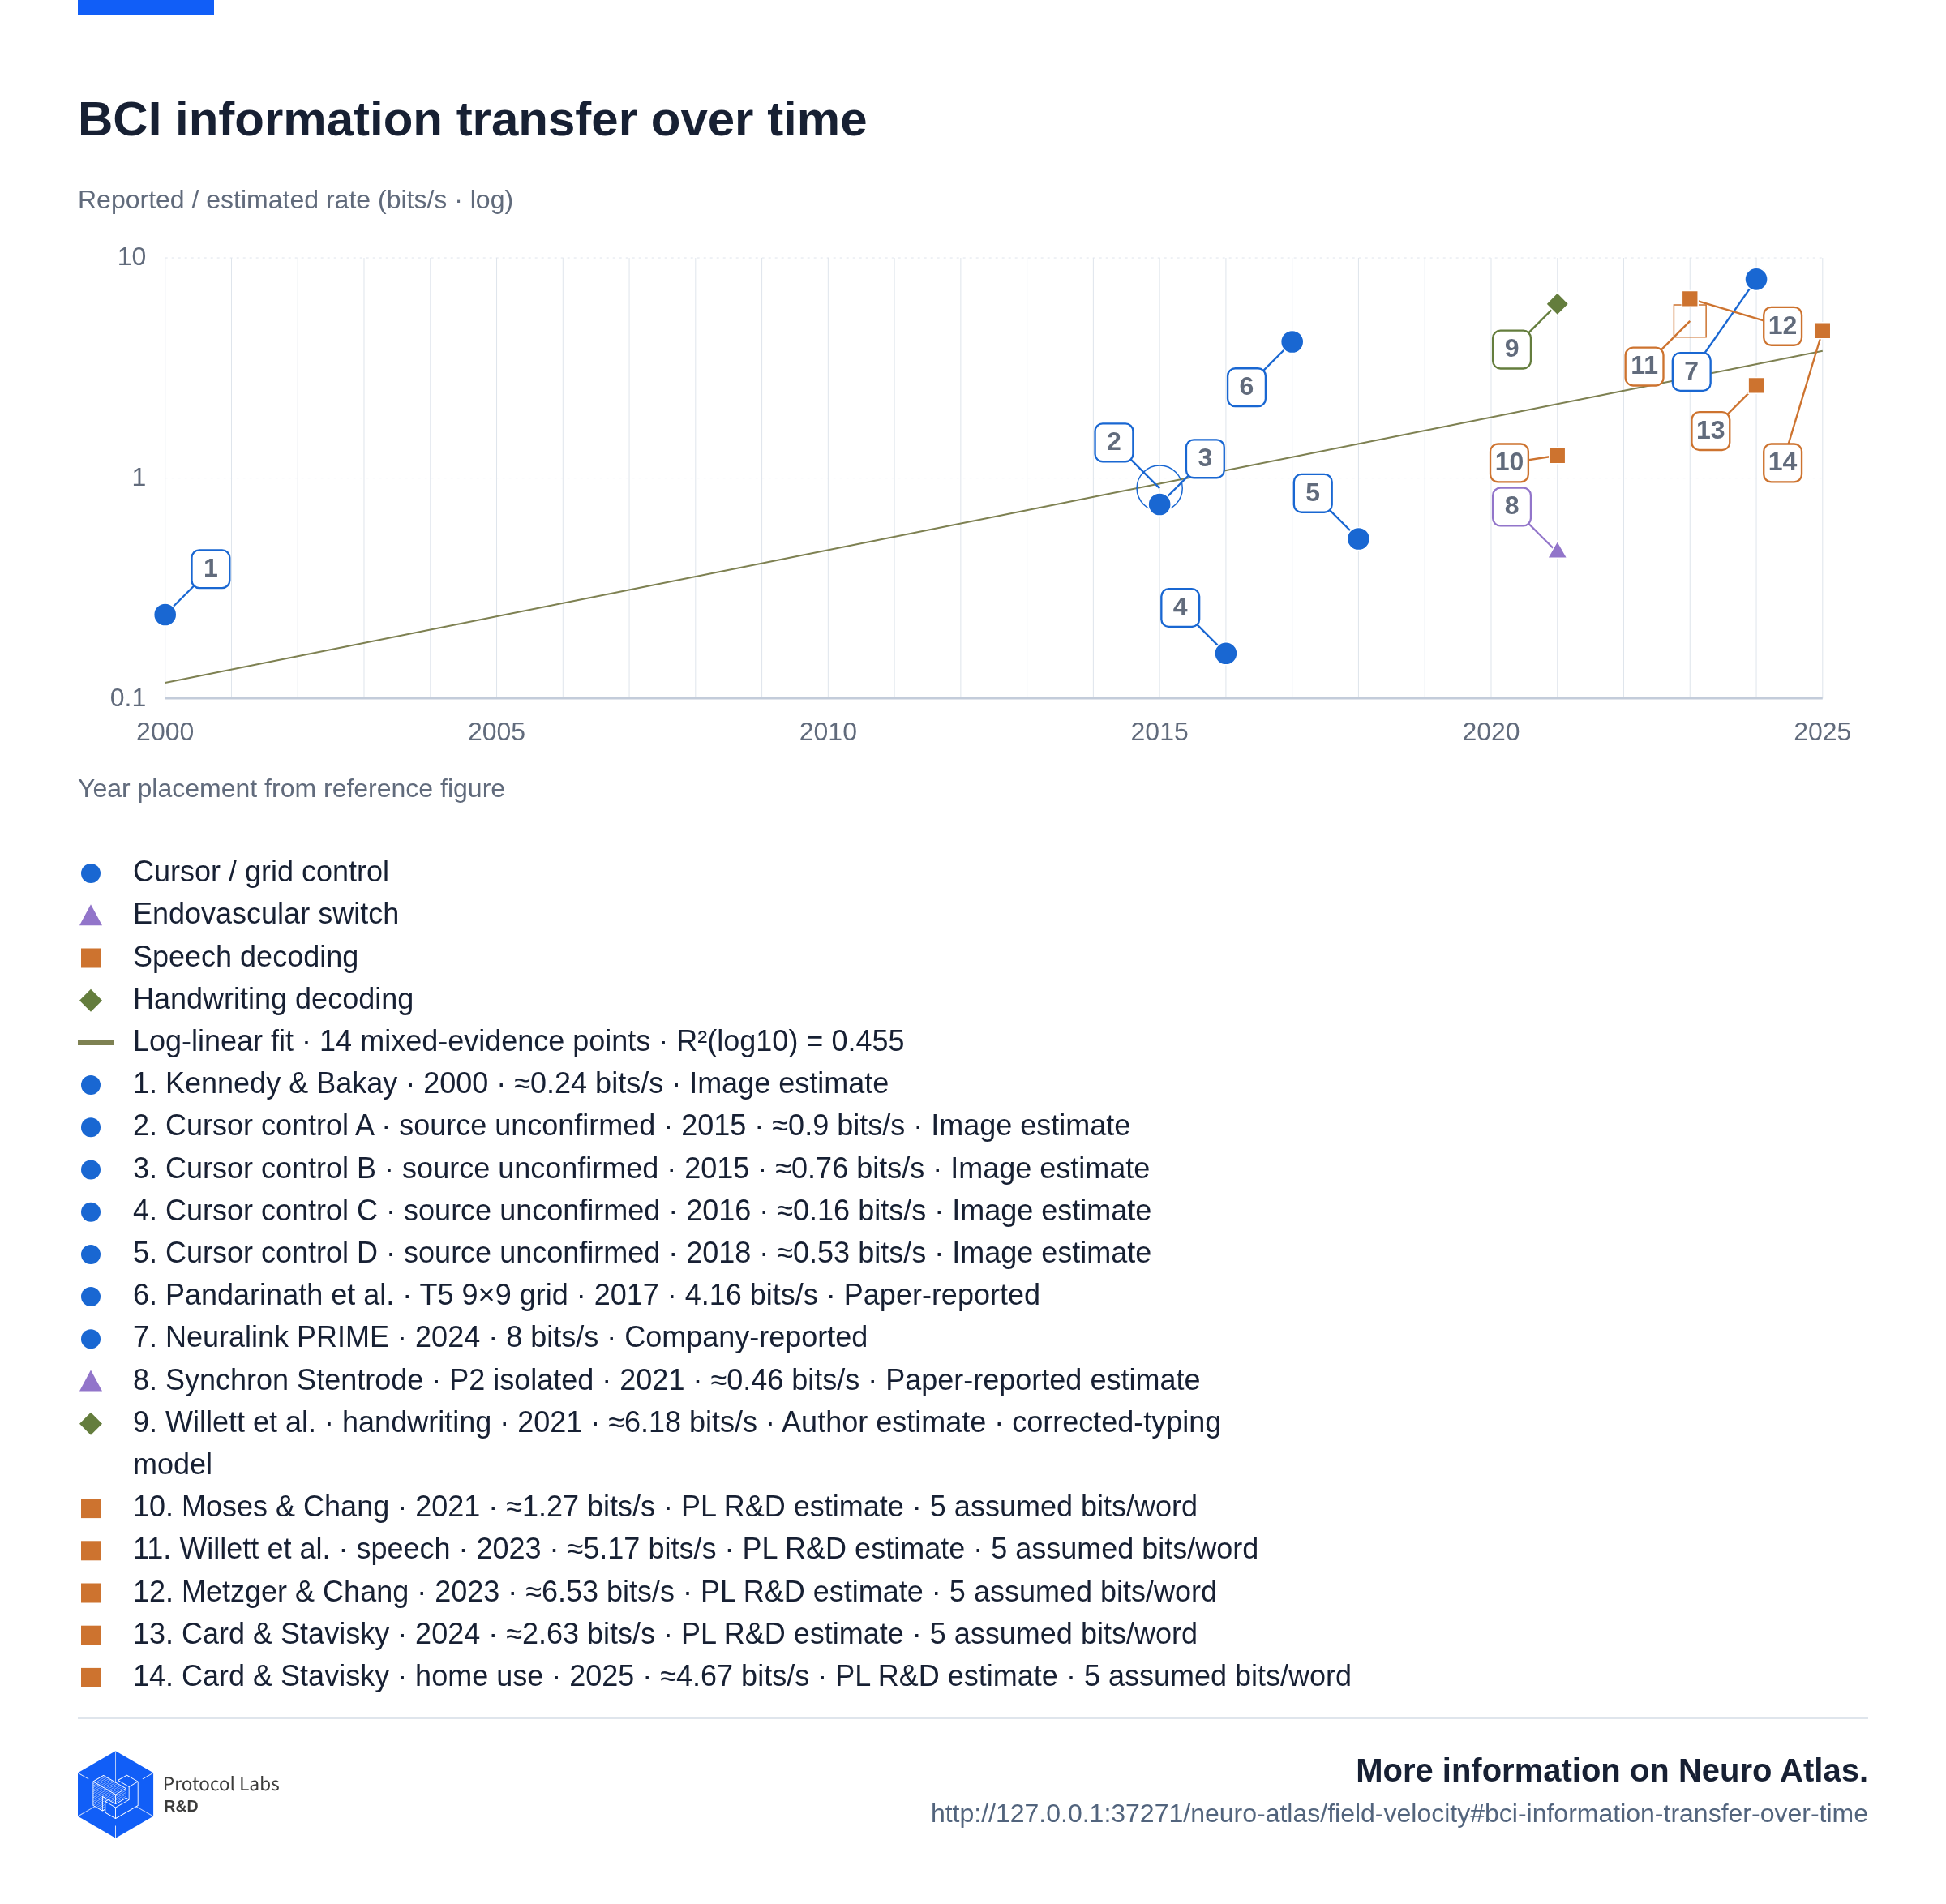 BCI information transfer over time
Reported / estimated rate (bits/s · log)
10
1
0.1
1
2
3
4
5
6
7
8
9
10
11
12
13
14
2000
2005
2010
2015
2020
2025
Year placement from reference figure
Cursor / grid control
Endovascular switch
Speech decoding
Handwriting decoding
Log-linear fit · 14 mixed-evidence points · R²(log10) = 0.455
1. Kennedy & Bakay · 2000 · ≈0.24 bits/s · Image estimate
2. Cursor control A · source unconfirmed · 2015 · ≈0.9 bits/s · Image estimate
3. Cursor control B · source unconfirmed · 2015 · ≈0.76 bits/s · Image estimate
4. Cursor control C · source unconfirmed · 2016 · ≈0.16 bits/s · Image estimate
5. Cursor control D · source unconfirmed · 2018 · ≈0.53 bits/s · Image estimate
6. Pandarinath et al. · T5 9×9 grid · 2017 · 4.16 bits/s · Paper-reported
7. Neuralink PRIME · 2024 · 8 bits/s · Company-reported
8. Synchron Stentrode · P2 isolated · 2021 · ≈0.46 bits/s · Paper-reported estimate
9. Willett et al. · handwriting · 2021 · ≈6.18 bits/s · Author estimate · corrected-typing
model
10. Moses & Chang · 2021 · ≈1.27 bits/s · PL R&D estimate · 5 assumed bits/word
11. Willett et al. · speech · 2023 · ≈5.17 bits/s · PL R&D estimate · 5 assumed bits/word
12. Metzger & Chang · 2023 · ≈6.53 bits/s · PL R&D estimate · 5 assumed bits/word
13. Card & Stavisky · 2024 · ≈2.63 bits/s · PL R&D estimate · 5 assumed bits/word
14. Card & Stavisky · home use · 2025 · ≈4.67 bits/s · PL R&D estimate · 5 assumed bits/word
Protocol Labs
R&D
More information on Neuro Atlas.
http://127.0.0.1:37271/neuro-atlas/field-velocity#bci-information-transfer-over-time